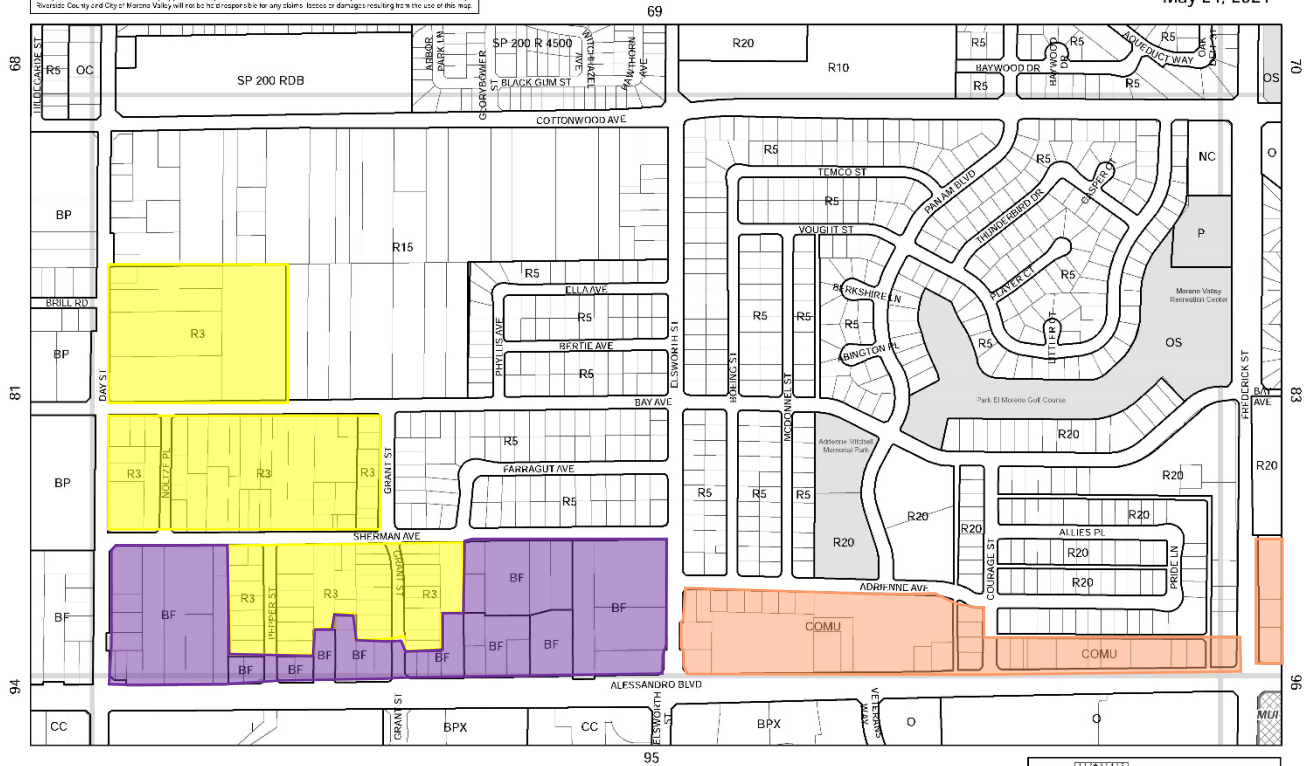 Riverside County and City of Moreno Valley will not be held responsible for any claims, losses or damages resulting from the use of this map.
69
68
70
R5
OC
SP 200 RDB
ARBOR PARK LN
GLORYBOWER ST
SP 200 R 4500
WITCHHAZEL AVE
HAWTHORN AVE
BLACK GUM ST
R20
R10
R5
R5
R5
BAYWOOD DR
BAYWOOD DR
AQUEDUCT WAY
R5
R5
OS
COTTONWOOD AVE
BP
R15
R5
TEMCO ST
R5
VOUGHT ST
PAN AM BLVD
R5
THUNDERBIRD DR
CASPER CT
NC
O
P
PLAYER CT
R5
Moreno Valley
Recreation Center
BRILL RD
R3
R5
ELLA AVE
R5
BERTIE AVE
R5
PHYLLIS AVE
ELSWORTH ST
R5
R5
BERKSHIRE LN
R5
ABINGTON PL
R5
LITTLER CT
OS
BP
DAY ST
BOEING ST
MCDONNEL ST
FREDERICK ST
81
83
BAY AVE
BAY AVE
Park El Moreno Golf Course
R3
NOLTZE PL
R3
R3
GRANT ST
R5
FARRAGUT AVE
R5
Adrienne Mitchell
Memorial Park
R20
R20
R20
BP
R5
R5
R5
R20
R20
R20
R20
ALLIES PL
R20
R20
PRIDE LN
COURAGE ST
SHERMAN AVE
ADRIENNE AVE
BF
BF
R3
PEPPER ST
R3
GRANT ST
R3
BF
BF
BF
BF
BF
BF
BF
BF
BF
COMU
COMU
94
96
ALESSANDRO BLVD
CC
I
GRANT ST
BPX
CC
ELSWORTH ST
BPX
VETERANS WAY
O
O
MUI
95